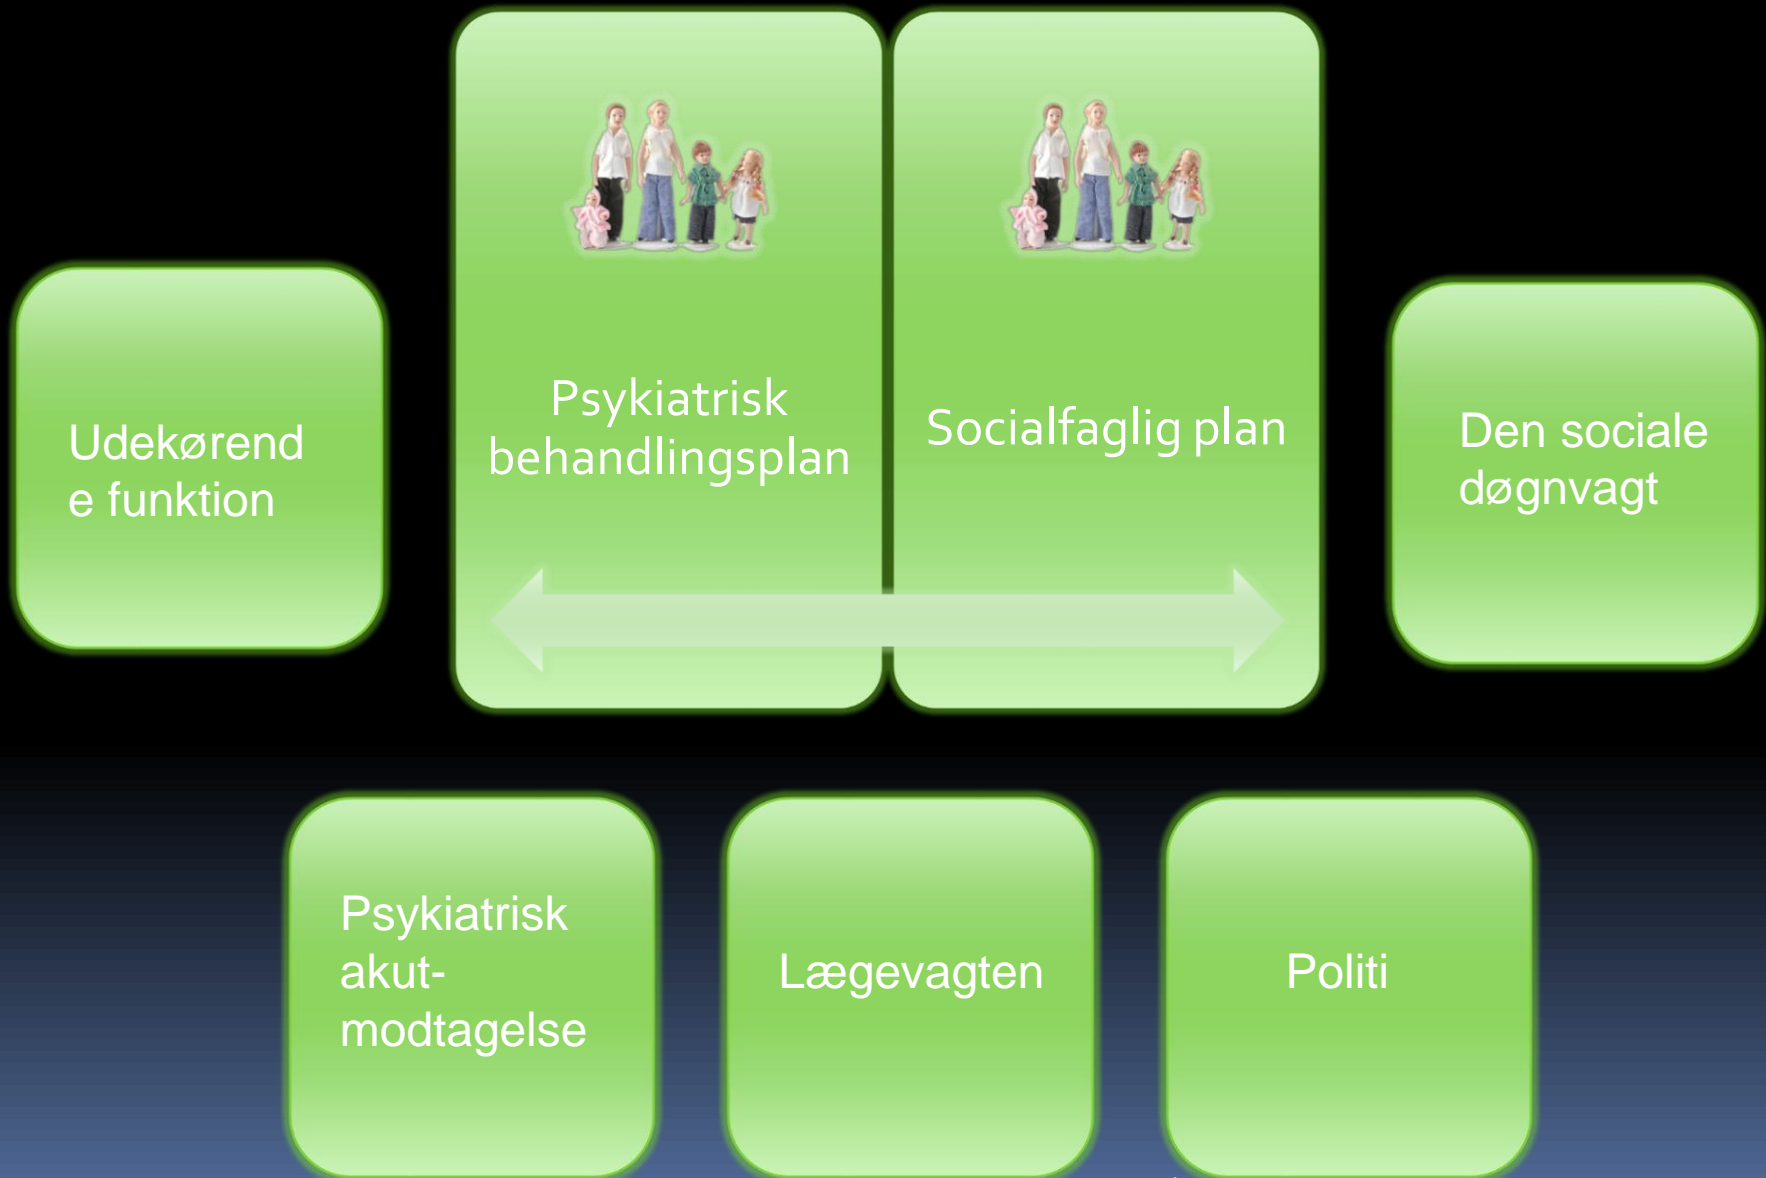 Psykiatrisk
behandlingsplan
Socialfaglig plan
Udekørend
e funktion
Den sociale
døgnvagt
Psykiatrisk
akut-
modtagelse
Lægevagten
Politi